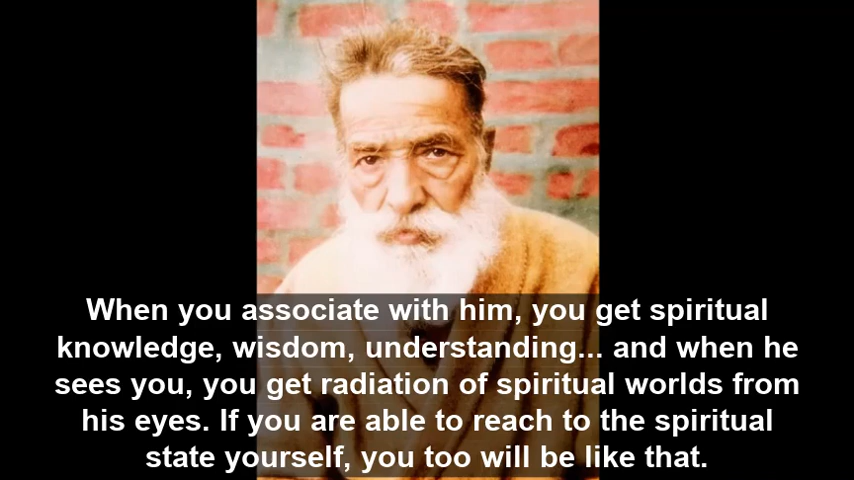 When you associate with him, you get spiritual
knowledge, wisdom, understanding... and when he
sees you, you get radiation of spiritual worlds from
his eyes. If you are able to reach to the spiritual
state yourself, you too will be like that.